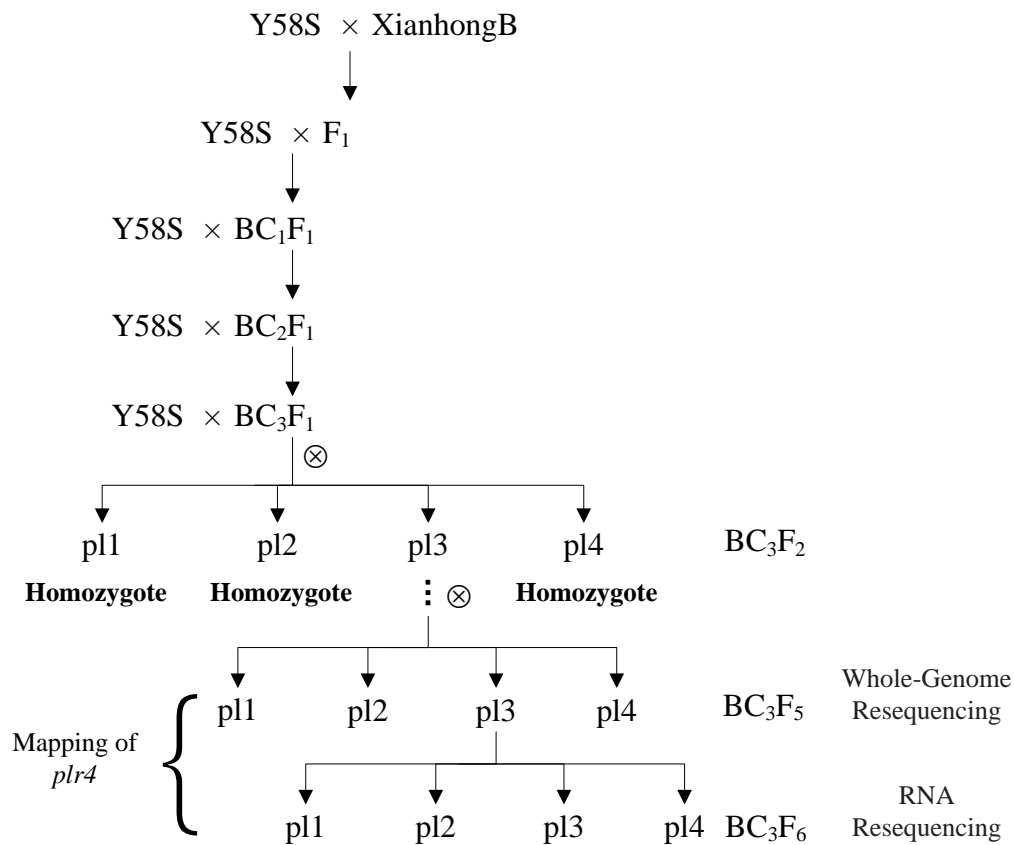 Y58S × XianhongB
Y58S × F₁
Y58S × BC₁F₁
Y58S × BC₂F₁
Y58S × BC₃F₁
⊗
pl1 pl2 pl3 pl4 BC₃F₂
Homozygote Homozygote ⊗ Homozygote
pl1 pl2 pl3 pl4 BC₃F₅
Whole-Genome
Resequencing
Mapping of
plr4
pl1 pl2 pl3 pl4 BC₃F₆
RNA
Resequencing